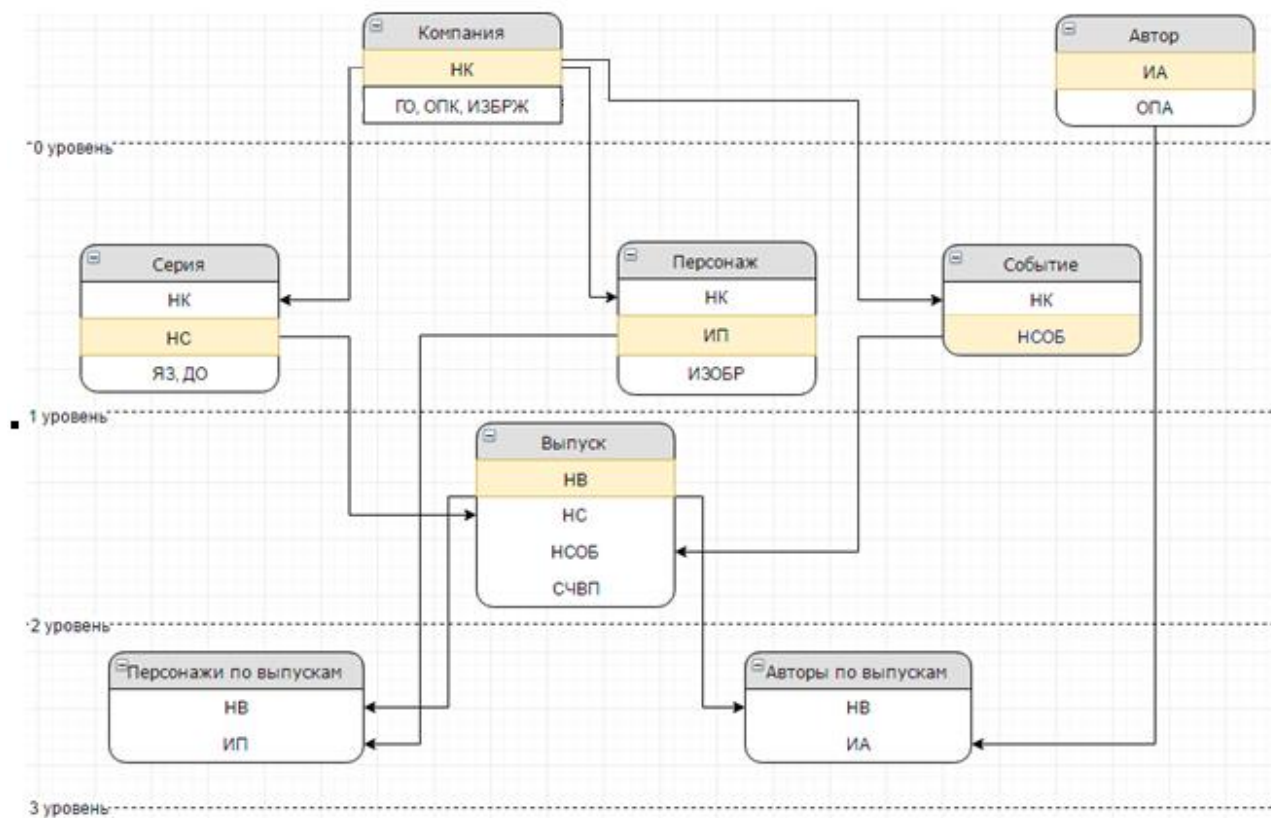 Компания
НК
ГО, ОПК, ИЗБРЖ
Автор
ИА
ОПА
0 уровень
Серия
НК
НС
ЯЗ, ДО
Персонаж
НК
ИП
ИЗОБР
Событие
НК
НСОБ
1 уровень
Выпуск
НВ
НС
НСОБ
СЧВП
2 уровень
Персонажи по выпускам
НВ
ИП
Авторы по выпускам
НВ
ИА
3 уровень